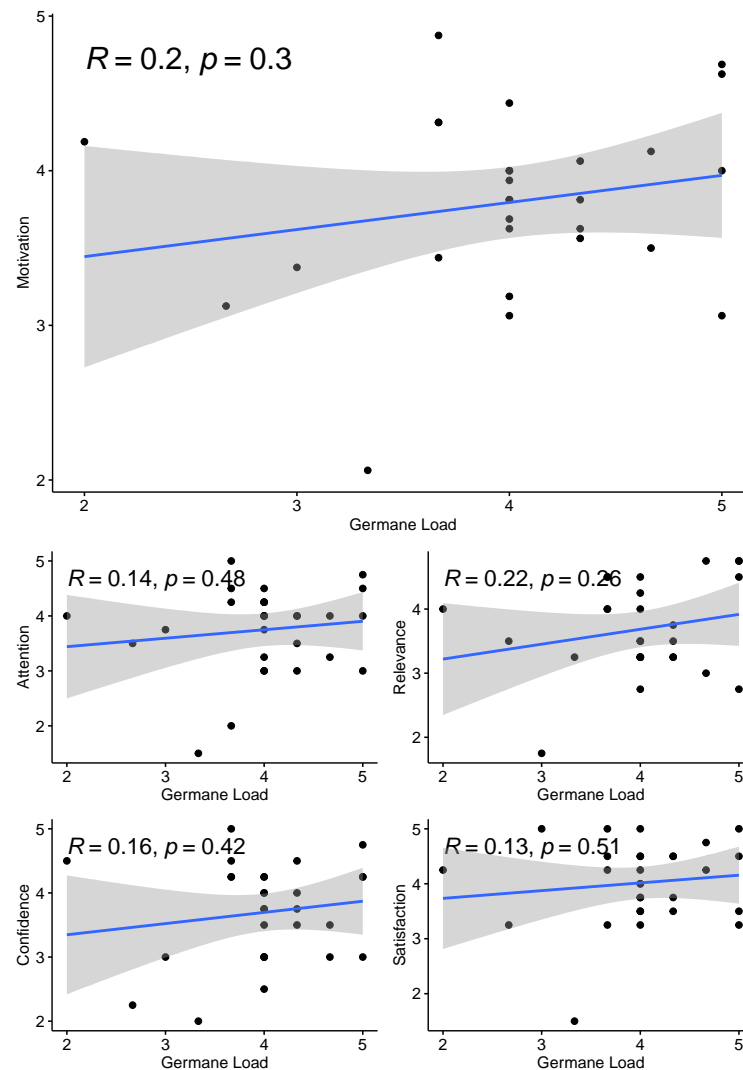 5
R = 0.2, p = 0.3
4
Motivation
3
2
2 3 4 5
Germane Load
5
R = 0.14, p = 0.48
4
Attention
3
2
2 3 4 5
Germane Load
R = 0.22, p = 0.26
4
Relevance
3
2
2 3 4 5
Germane Load
5
R = 0.16, p = 0.42
4
Confidence
3
2
2 3 4 5
Germane Load
5
R = 0.13, p = 0.51
4
Satisfaction
3
2
2 3 4 5
Germane Load